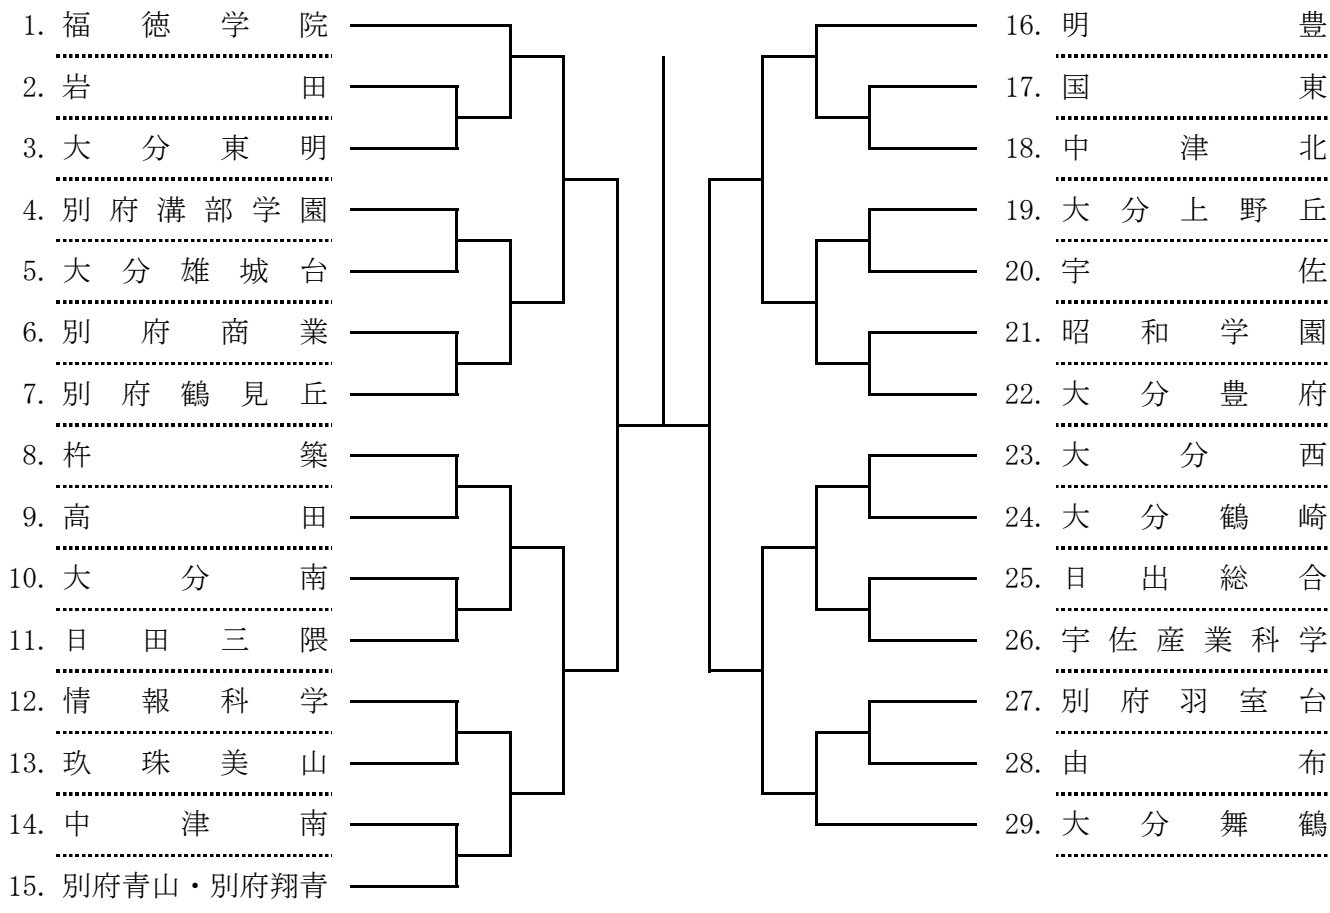 1. 福徳学院
2. 岩田
3. 大分東明
4. 別府溝部学園
5. 大分雄城台
6. 別府商業
7. 別府鶴見丘
8. 杵築
9. 高田
10. 大分南
11. 日田三隈
12. 情報科学
13. 玖珠美山
14. 中津南
15. 別府青山・別府翔青
16. 明豊
17. 国東
18. 中津北
19. 大分上野丘
20. 宇佐
21. 昭和学園
22. 大分豊府
23. 大分西
24. 大分鶴崎
25. 日出総合
26. 宇佐産業科学
27. 別府羽室台
28. 由布
29. 大分舞鶴